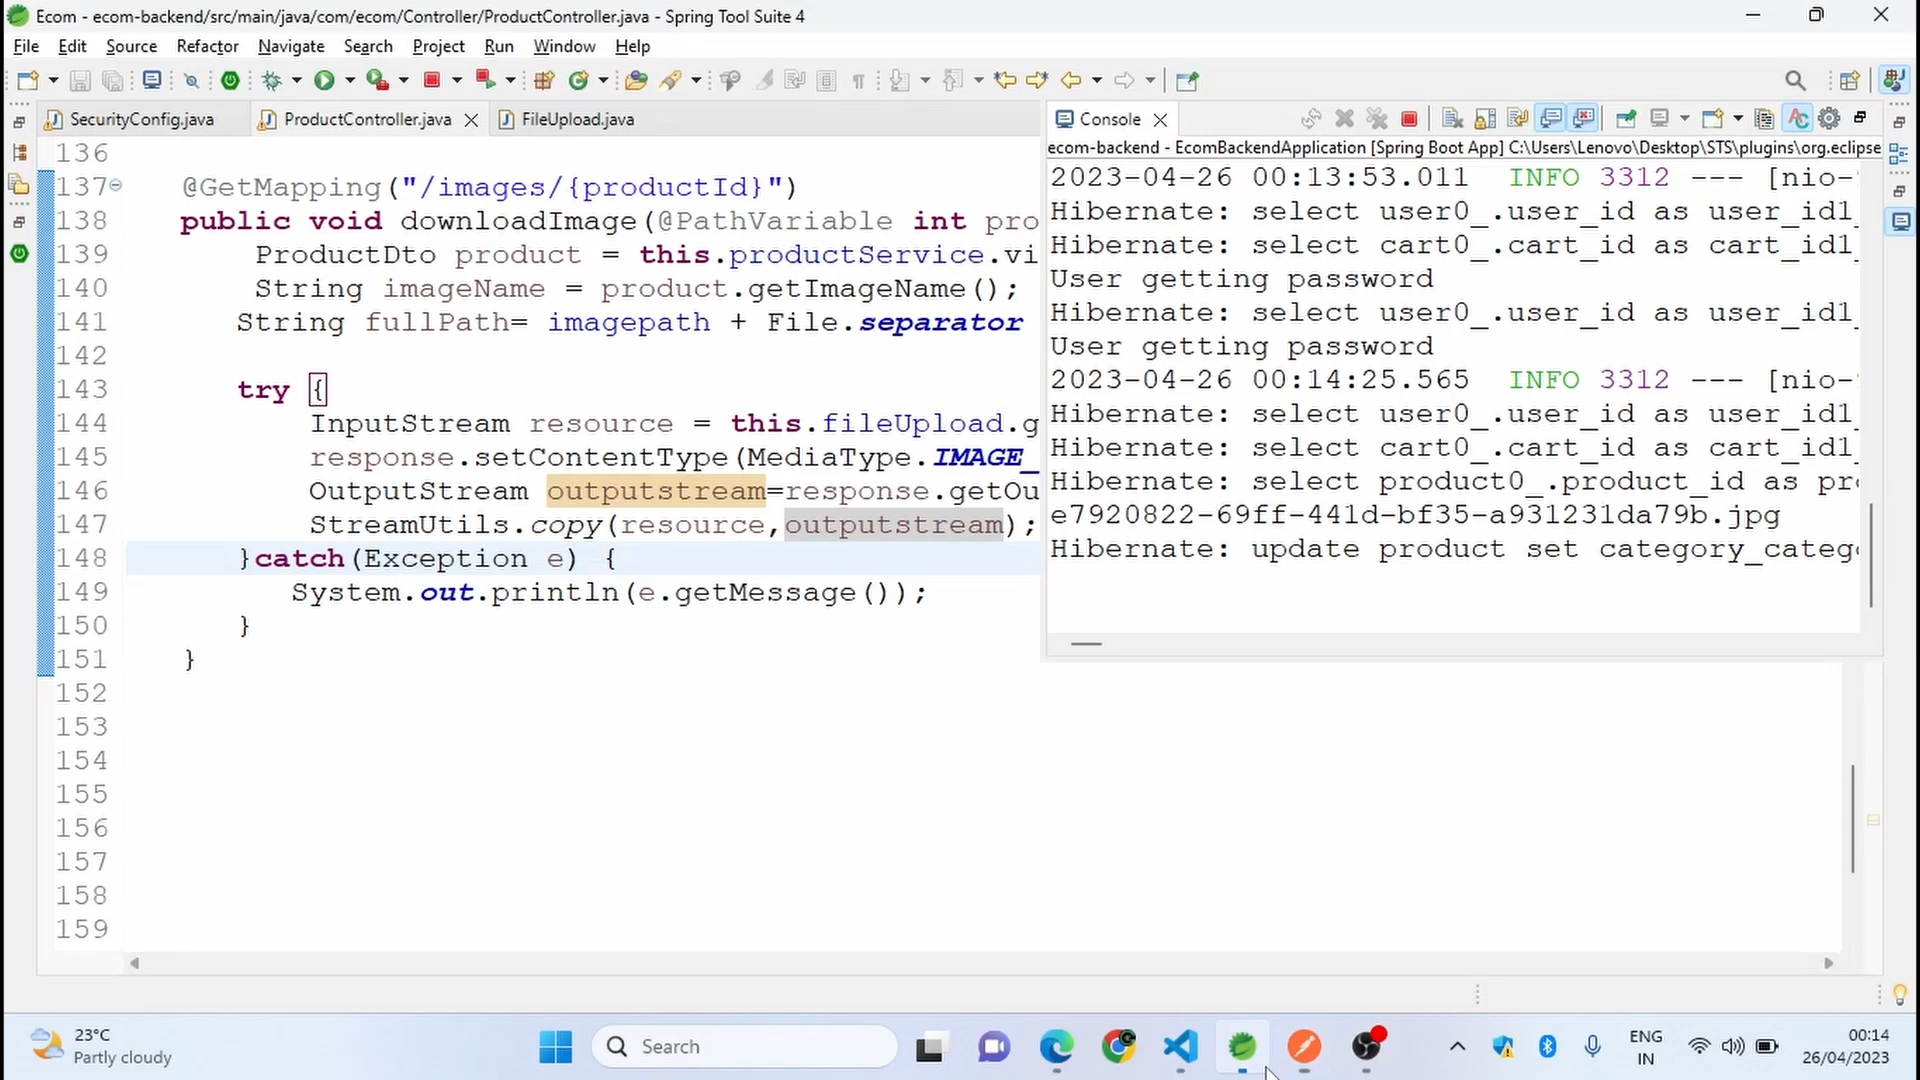 Ecom - ecom-backend/src/main/java/com/ecom/Controller/ProductController.java - Spring Tool Suite 4
File Edit Source Refactor Navigate Search Project Run Window Help
SecurityConfig.java ProductController.java FileUpload.java
136
137 @GetMapping("/images/{productId}")
138 public void downloadImage(@PathVariable int pro
139 ProductDto product = this.productService.vi
140 String imageName = product.getImageName();
141 String fullPath= imagepath + File.separator
142
143 try {
144 InputStream resource = this.fileUpload.g
145 response.setContentType(MediaType.IMAGE_
146 OutputStream outputstream=response.getOu
147 StreamUtils.copy(resource,outputstream);
148 }catch(Exception e) {
149 System.out.println(e.getMessage());
150 }
151 }
152
153
154
155
156
157
158
159
Console
ecom-backend - EcomBackendApplication [Spring Boot App] C:\Users\Lenovo\Desktop\STS\plugins\org.eclipse
2023-04-26 00:13:53.011 INFO 3312 --- [nio-
Hibernate: select user0_.user_id as user_id1_
Hibernate: select cart0_.cart_id as cart_id1_
User getting password
Hibernate: select user0_.user_id as user_id1_
User getting password
2023-04-26 00:14:25.565 INFO 3312 --- [nio-
Hibernate: select user0_.user_id as user_id1_
Hibernate: select cart0_.cart_id as cart_id1_
Hibernate: select product0_.product_id as pr
e7920822-69ff-441d-bf35-a931231da79b.jpg
Hibernate: update product set category_categ
23°C
Partly cloudy
Search
ENG
IN
00:14
26/04/2023